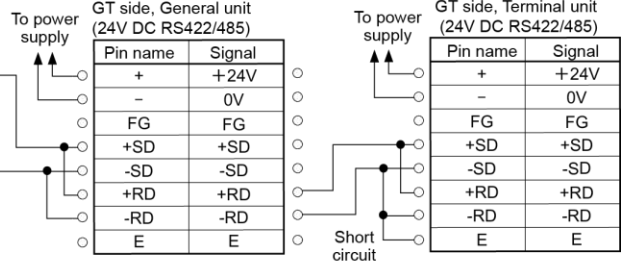 To power
supply
GT side, General unit
(24V DC RS422/485)
Pin name Signal
+ +24V
− 0V
FG FG
+SD +SD
-SD -SD
+RD +RD
-RD -RD
E E
To power
supply
GT side, Terminal unit
(24V DC RS422/485)
Pin name Signal
+ +24V
− 0V
FG FG
+SD +SD
-SD -SD
+RD +RD
-RD -RD
E E
Short
circuit